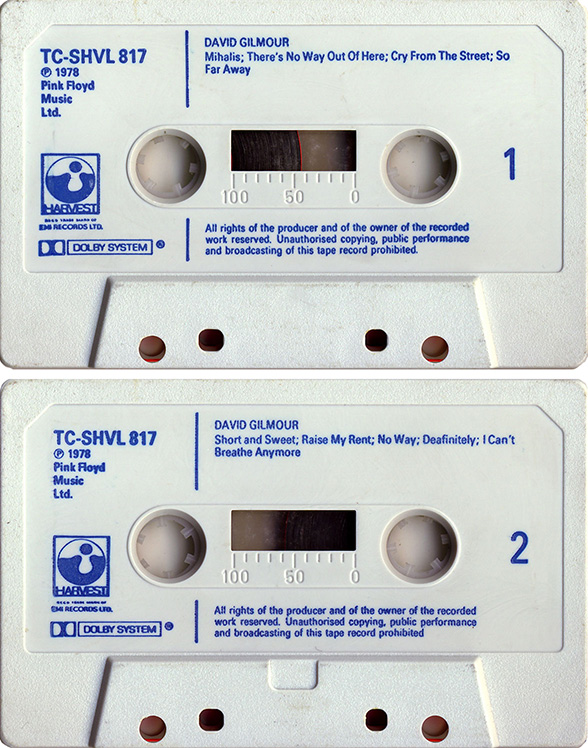 TC-SHVL 817
℗ 1978
Pink Floyd
Music
Ltd.
DAVID GILMOUR
Mihalis; There's No Way Out Of Here; Cry From The Street; So
Far Away
1
100 50 0
HARVEST
EMI RECORDS LTD.
DOLBY SYSTEM ®
All rights of the producer and of the owner of the recorded
work reserved. Unauthorised copying, public performance
and broadcasting of this tape record prohibited.
TC-SHVL 817
℗ 1978
Pink Floyd
Music
Ltd.
DAVID GILMOUR
Short and Sweet; Raise My Rent; No Way; Deafinitely; I Can't
Breathe Anymore
2
100 50 0
HARVEST
EMI RECORDS LTD.
DOLBY SYSTEM ®
All rights of the producer and of the owner of the recorded
work reserved. Unauthorised copying, public performance
and broadcasting of this tape record prohibited